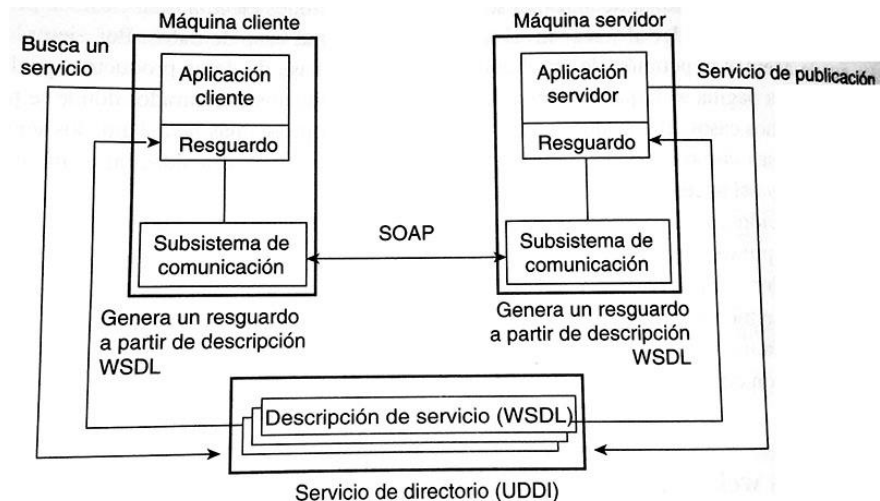 Máquina cliente
Máquina servidor
Busca un
servicio
Aplicación
cliente
Resguardo
Subsistema de
comunicación
Aplicación
servidor
Resguardo
Subsistema de
comunicación
Servicio de publicación
SOAP
Genera un resguardo
a partir de descripción
WSDL
Genera un resguardo
a partir de descripción
WSDL
Descripción de servicio (WSDL)
Servicio de directorio (UDDI)